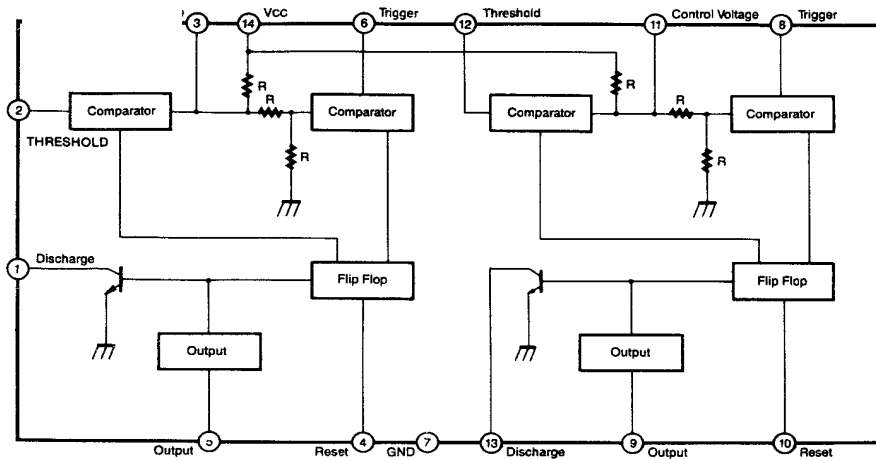 3
14
Vcc
6
Trigger
12
Threshold
11
Control Voltage
8
Trigger
R
R
R
R
R
R
2
Comparator
Comparator
Comparator
Comparator
THRESHOLD
1
Discharge
Flip Flop
Flip Flop
Output
Output
Output
5
Reset
4
GND
7
13
Discharge
9
Output
10
Reset